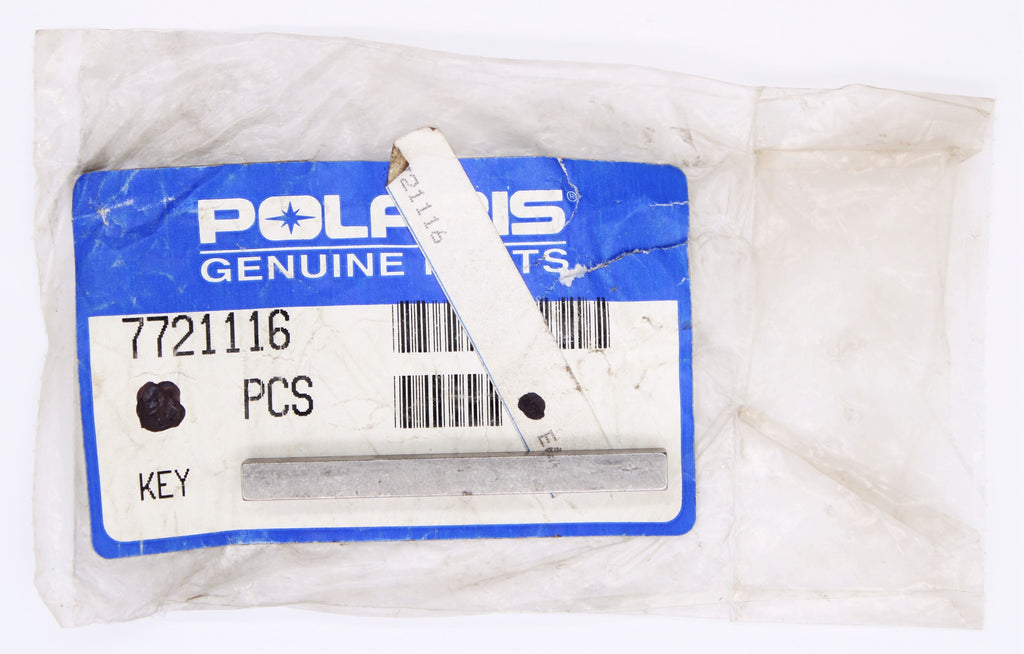 POLARIS®
GENUINE PARTS
21116
7721116
PCS
KEY